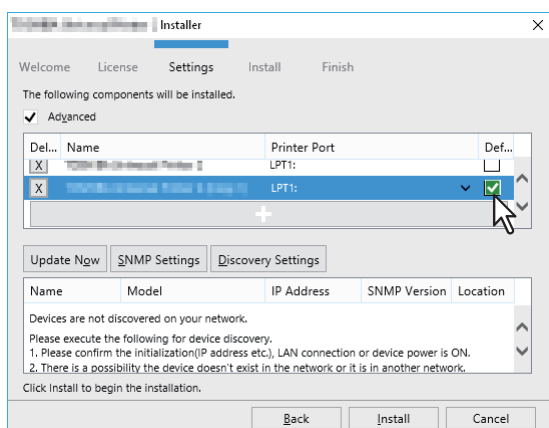 Installer
Welcome License Settings Install Finish
The following components will be installed.
Advanced
Del... Name Printer Port Def...
X LPT1:
X LPT1:
Update Now SNMP Settings Discovery Settings
Name Model IP Address SNMP Version Location
Devices are not discovered on your network.
Please execute the following for device discovery.
1. Please confirm the initialization(IP address etc.), LAN connection or device power is ON.
2. There is a possibility the device doesn't exist in the network or it is in another network.
Click Install to begin the installation.
Back Install Cancel